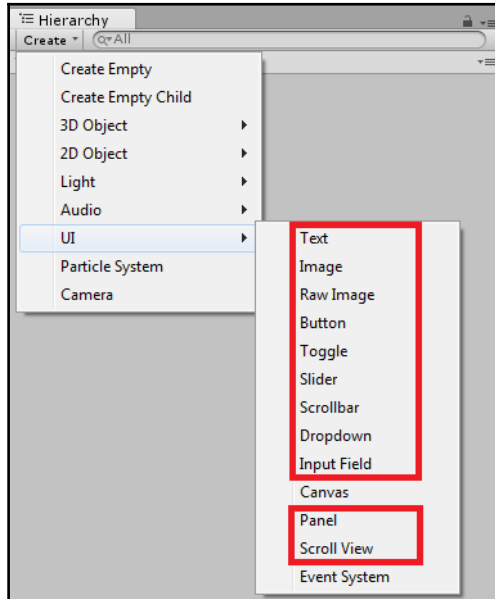 Hierarchy
Create All
Create Empty
Create Empty Child
3D Object
2D Object
Light
Audio
UI
Particle System
Camera
Text
Image
Raw Image
Button
Toggle
Slider
Scrollbar
Dropdown
Input Field
Canvas
Panel
Scroll View
Event System